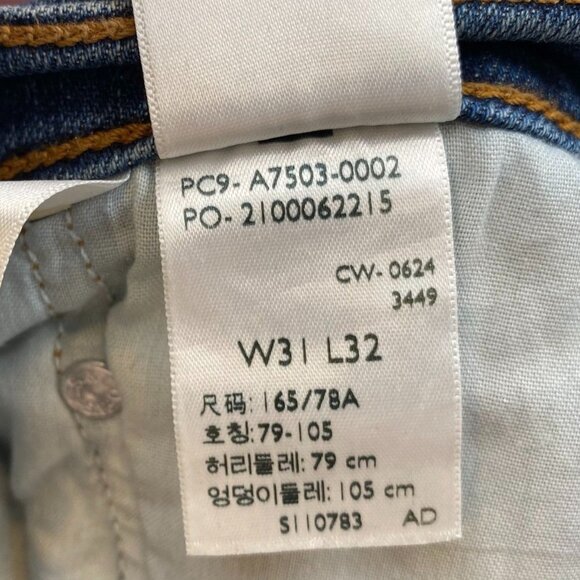 PC9- A7503-0002
PO- 2100062215
CW- 0624
3449
W31 L32
尺码: 165/78A
호칭: 79-105
허리둘레: 79 cm
엉덩이둘레: 105 cm
S110783 AD